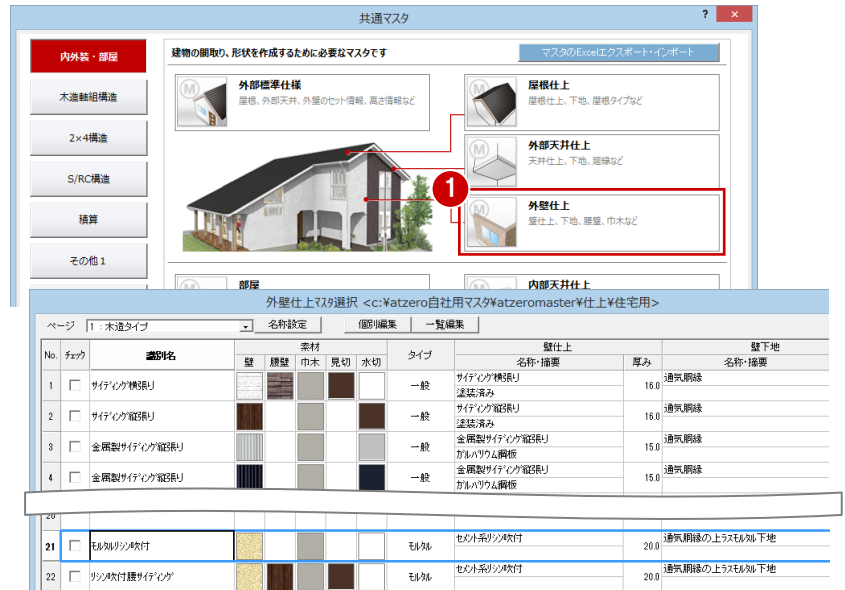 共通マスタ
? ×
内外装・部屋
木造軸組構造
2×4構造
S/RC構造
積算
その他1
建物の間取り、形状を作成するために必要なマスタです
マスタのExcelエクスポート・インポート
M
外部標準仕様
屋根、外部天井、外壁のセット情報、高さ情報など
M
屋根仕上
屋根仕上、下地、屋根タイプなど
M
外部天井仕上
天井仕上、下地、廻縁など
1
M
外壁仕上
壁仕上、下地、腰壁、巾木など
部屋
内部天井仕上
外壁仕上マスタ選択 <c:¥atzero自社用マスタ¥atzeromaster¥仕上¥住宅用>
ページ 1：木造タイプ 名称設定 個別編集 一覧編集
No. チェック 識別名 素材 タイプ 壁仕上 壁下地
壁 腰壁 巾木 見切 水切 名称・摘要 厚み 名称・摘要
1 サイディング横張り 一般 サイディング横張り 16.0 通気胴縁
塗装済み
2 サイディング縦張り 一般 サイディング縦張り 16.0 通気胴縁
塗装済み
3 金属製サイディング縦張り 一般 金属製サイディング縦張り 15.0 通気胴縁
ガルバリウム鋼板
4 金属製サイディング縦張り 一般 金属製サイディング縦張り 15.0 通気胴縁
ガルバリウム鋼板
20
21 モルタルリシン吹付 モルタル セメント系リシン吹付 20.0 通気胴縁の上ラスモルタル下地
22 リシン吹付腰サイディング モルタル セメント系リシン吹付 20.0 通気胴縁の上ラスモルタル下地